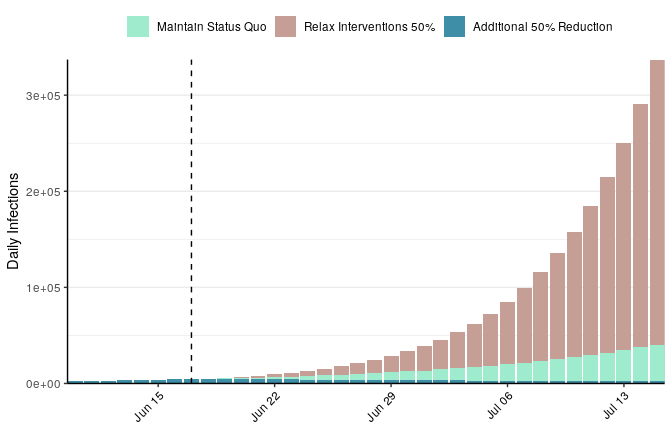 Maintain Status Quo Relax Interventions 50% Additional 50% Reduction
Daily Infections
3e+05
2e+05
1e+05
0e+00
Jun 15 Jun 22 Jun 29 Jul 06 Jul 13